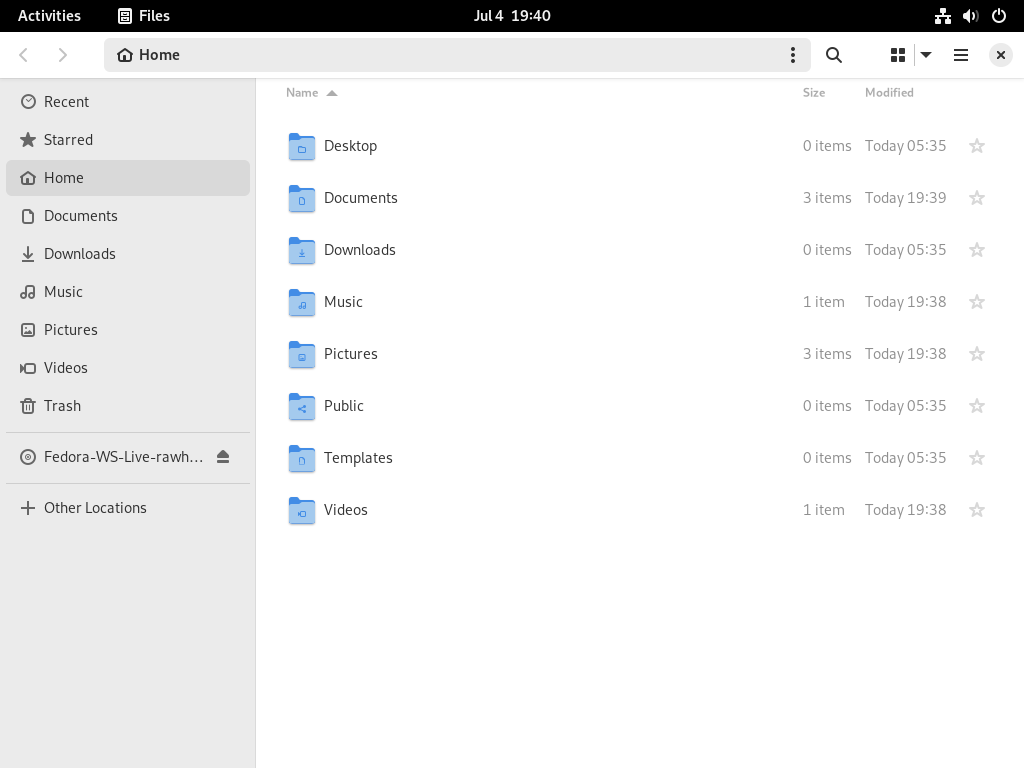 Activities Files Jul 4 19:40
Home
Name Size Modified
Recent
Starred
Home
Documents
Downloads
Music
Pictures
Videos
Trash
Fedora-WS-Live-rawh…
Other Locations
Desktop 0 items Today 05:35
Documents 3 items Today 19:39
Downloads 0 items Today 05:35
Music 1 item Today 19:38
Pictures 3 items Today 19:38
Public 0 items Today 05:35
Templates 0 items Today 05:35
Videos 1 item Today 19:38